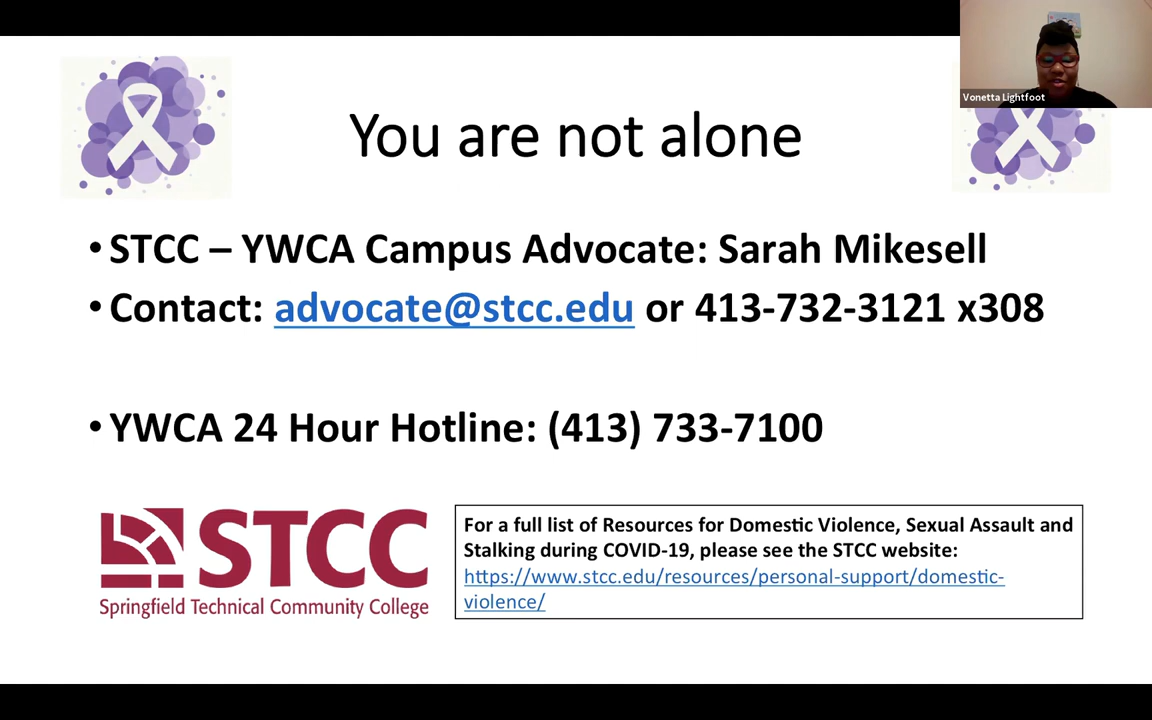 Vonetta Lightfoot
You are not alone
• STCC – YWCA Campus Advocate: Sarah Mikesell
• Contact: advocate@stcc.edu or 413-732-3121 x308
• YWCA 24 Hour Hotline: (413) 733-7100
STCC
Springfield Technical Community College
For a full list of Resources for Domestic Violence, Sexual Assault and
Stalking during COVID-19, please see the STCC website:
https://www.stcc.edu/resources/personal-support/domestic-
violence/